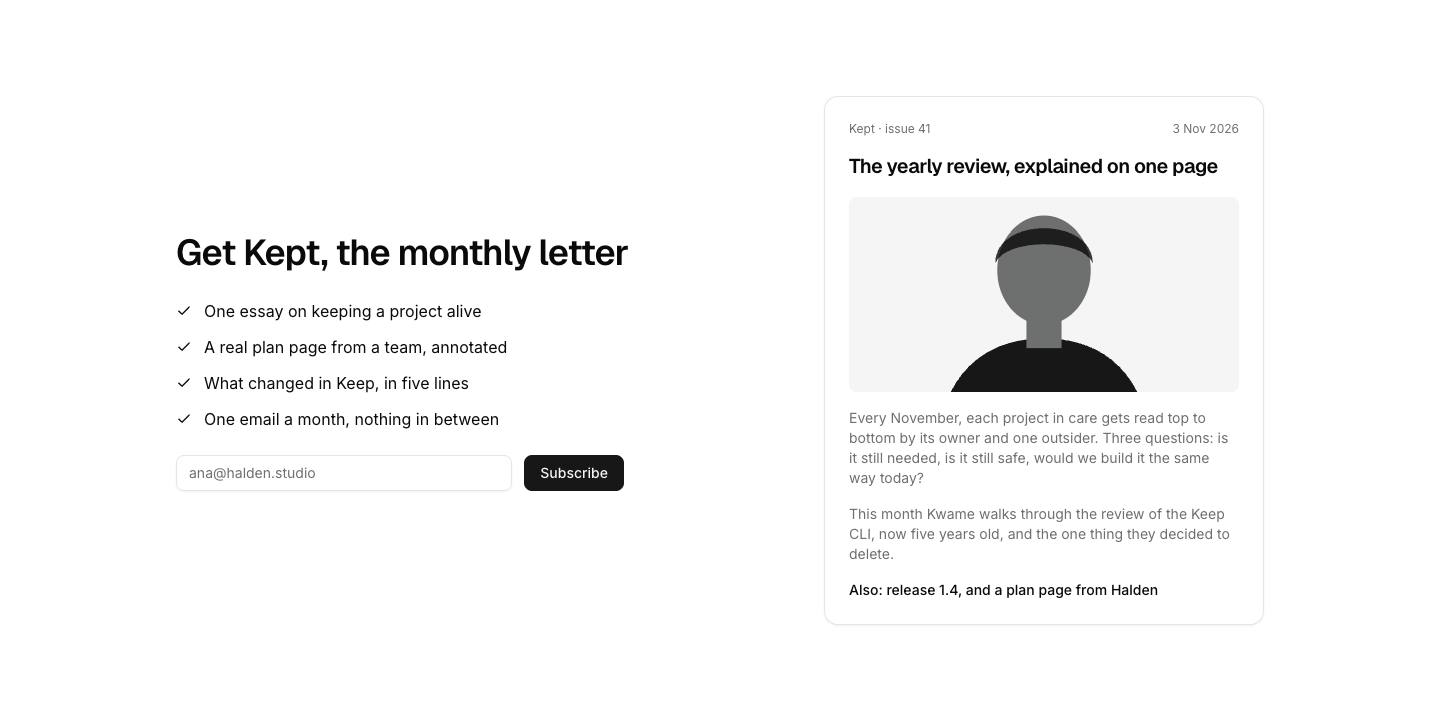 Get Kept, the monthly letter
One essay on keeping a project alive
A real plan page from a team, annotated
What changed in Keep, in five lines
One email a month, nothing in between
ana@halden.studio
Subscribe
Kept · issue 41
3 Nov 2026
The yearly review, explained on one page
Every November, each project in care gets read top to
bottom by its owner and one outsider. Three questions: is
it still needed, is it still safe, would we build it the same
way today?
This month Kwame walks through the review of the Keep
CLI, now five years old, and the one thing they decided to
delete.
Also: release 1.4, and a plan page from Halden